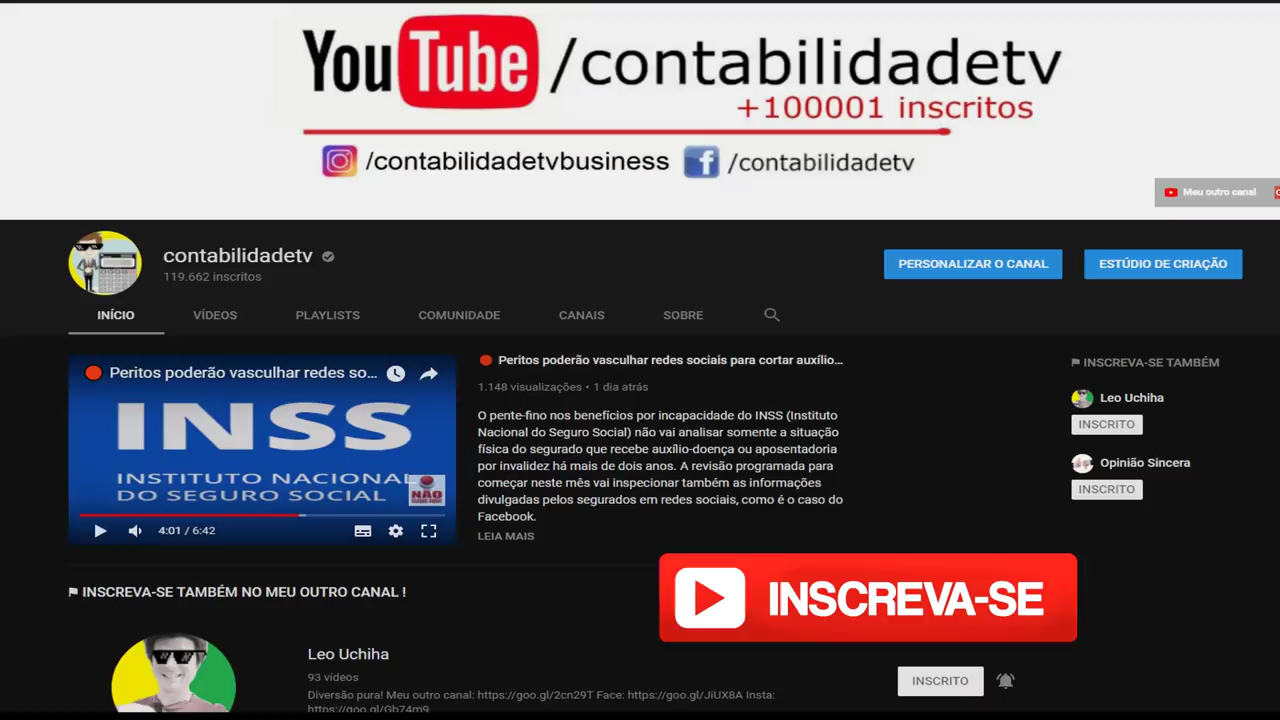 YouTube /contabilidadetv
+100001 inscritos
/contabilidadetvbusiness /contabilidadetv
Meu outro canal
contabilidadetv
119.662 inscritos
PERSONALIZAR O CANAL
ESTÚDIO DE CRIAÇÃO
INÍCIO VÍDEOS PLAYLISTS COMUNIDADE CANAIS SOBRE
Peritos poderão vasculhar redes so...
INSS
INSTITUTO NACIONAL
DO SEGURO SOCIAL
NÃO
4:01 / 6:42
Peritos poderão vasculhar redes sociais para cortar auxílio...
1.148 visualizações • 1 dia atrás
O pente-fino nos benefícios por incapacidade do INSS (Instituto
Nacional do Seguro Social) não vai analisar somente a situação
física do segurado que recebe auxílio-doença ou aposentadoria
por invalidez há mais de dois anos. A revisão programada para
começar neste mês vai inspecionar também as informações
divulgadas pelos segurados em redes sociais, como é o caso do
Facebook.
LEIA MAIS
INSCREVA-SE TAMBÉM
Leo Uchiha
INSCRITO
Opinião Sincera
INSCRITO
INSCREVA-SE TAMBÉM NO MEU OUTRO CANAL !
INSCREVA-SE
Leo Uchiha
93 vídeos
Diversão pura! Meu outro canal: https://goo.gl/2cn29T Face: https://goo.gl/JiUX8A Insta:
https://goo.gl/Gb74m9
INSCRITO